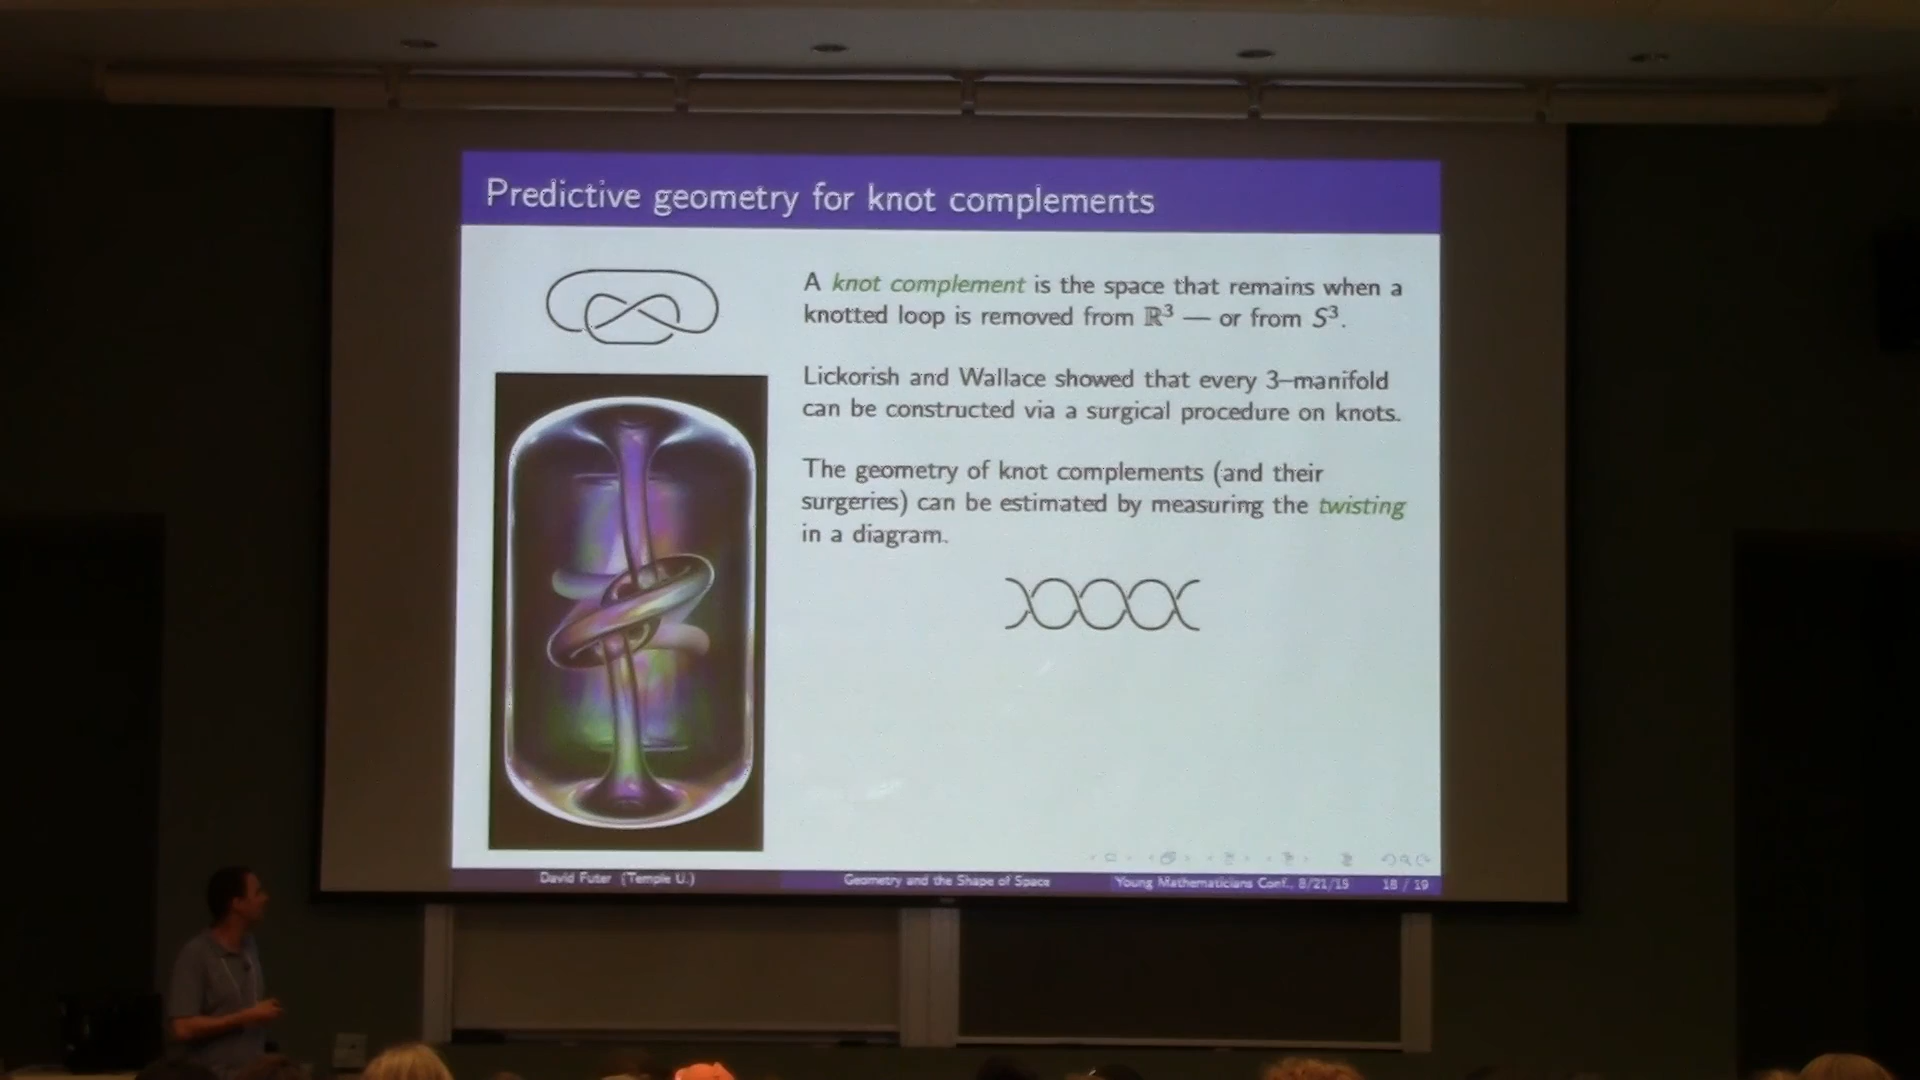 Predictive geometry for knot complements
A knot complement is the space that remains when a
knotted loop is removed from ℝ³ — or from S³.
Lickorish and Wallace showed that every 3–manifold
can be constructed via a surgical procedure on knots.
The geometry of knot complements (and their
surgeries) can be estimated by measuring the twisting
in a diagram.
David Futer (Temple U.)
Geometry and the Shape of Space
Young Mathematicians Conf., 8/21/15
18 / 19